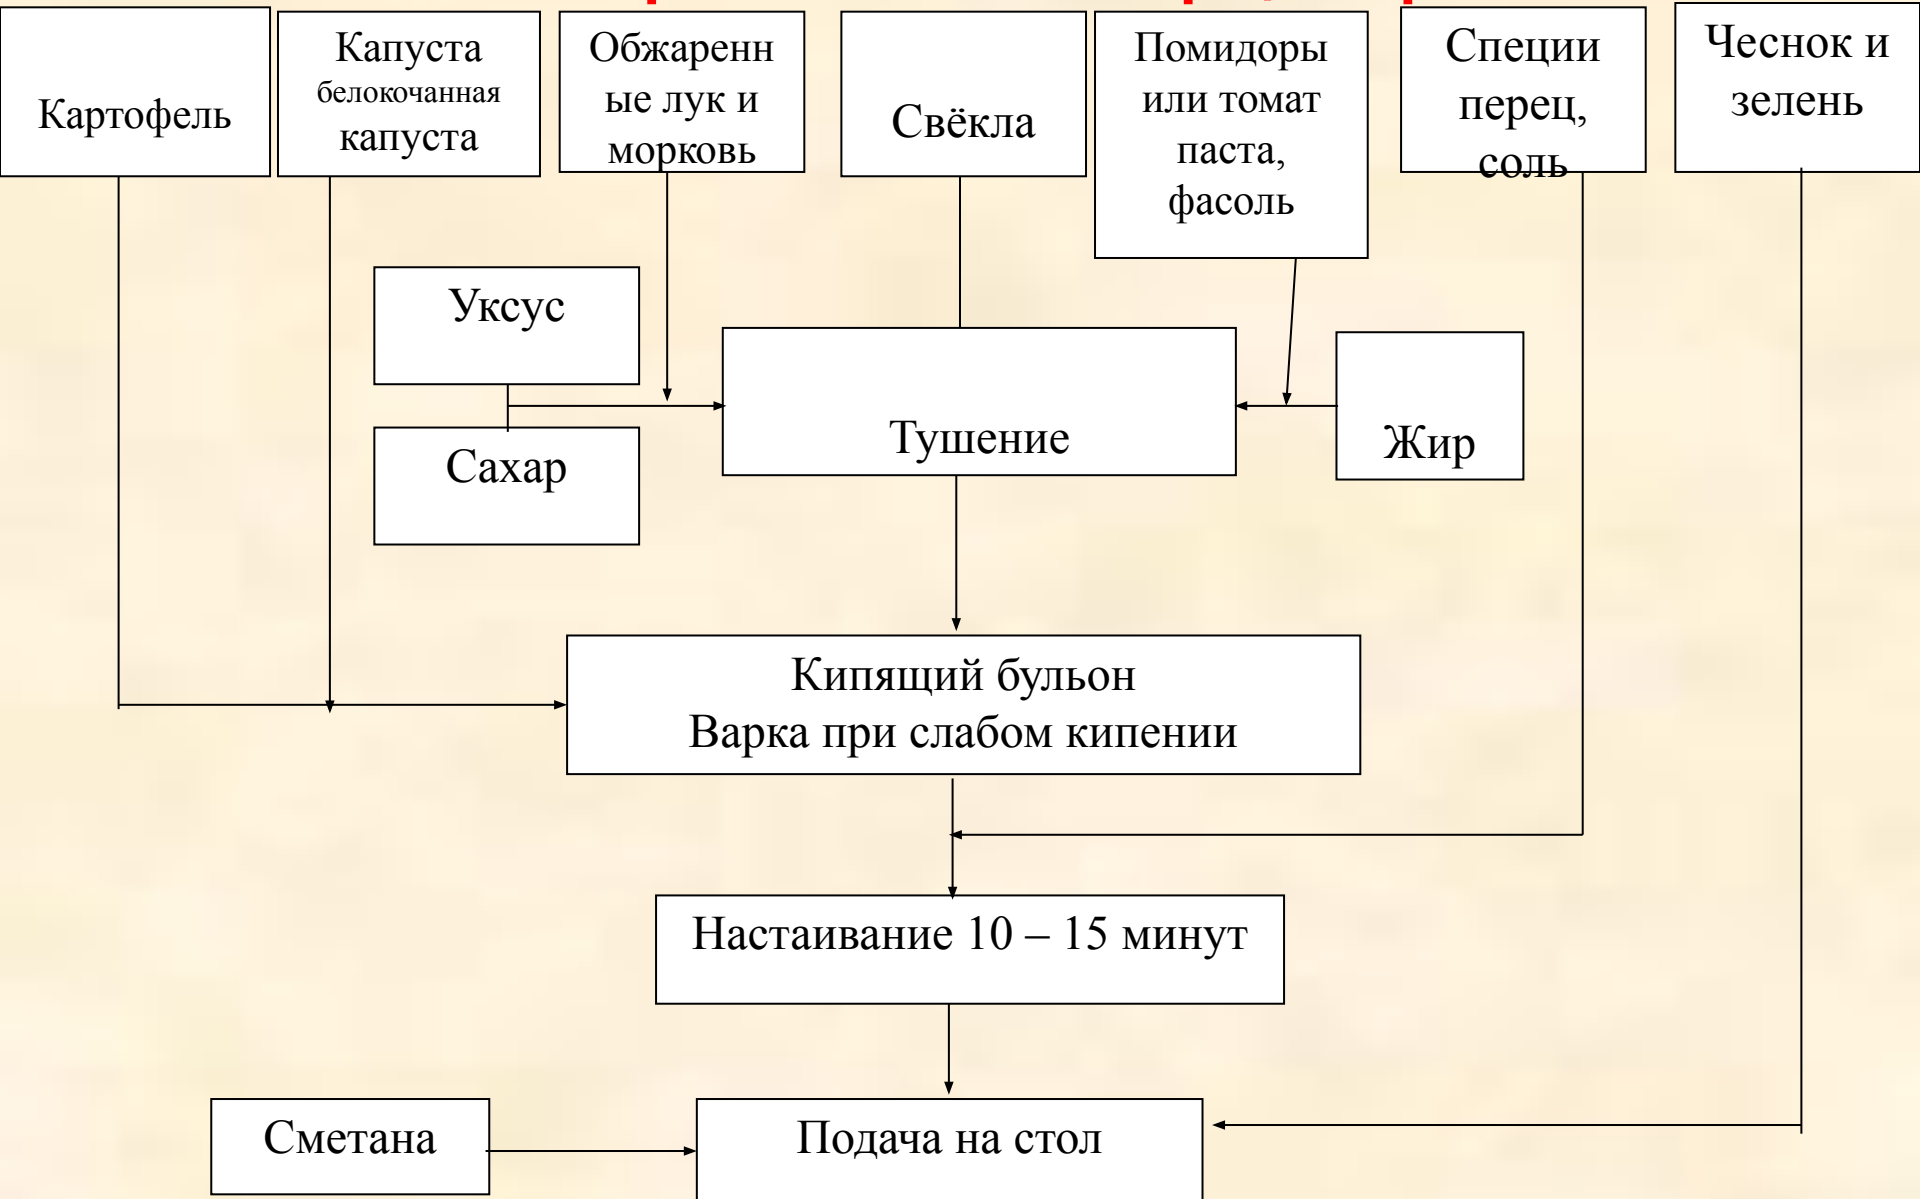 Картофель
Капуста
белокочанная
капуста
Обжаренн
ые лук и
морковь
Свёкла
Помидоры
или томат
паста,
фасоль
Специи
перец,
соль
Чеснок и
зелень
Уксус
Сахар
Тушение
Жир
Кипящий бульон
Варка при слабом кипении
Настаивание 10 – 15 минут
Сметана
Подача на стол